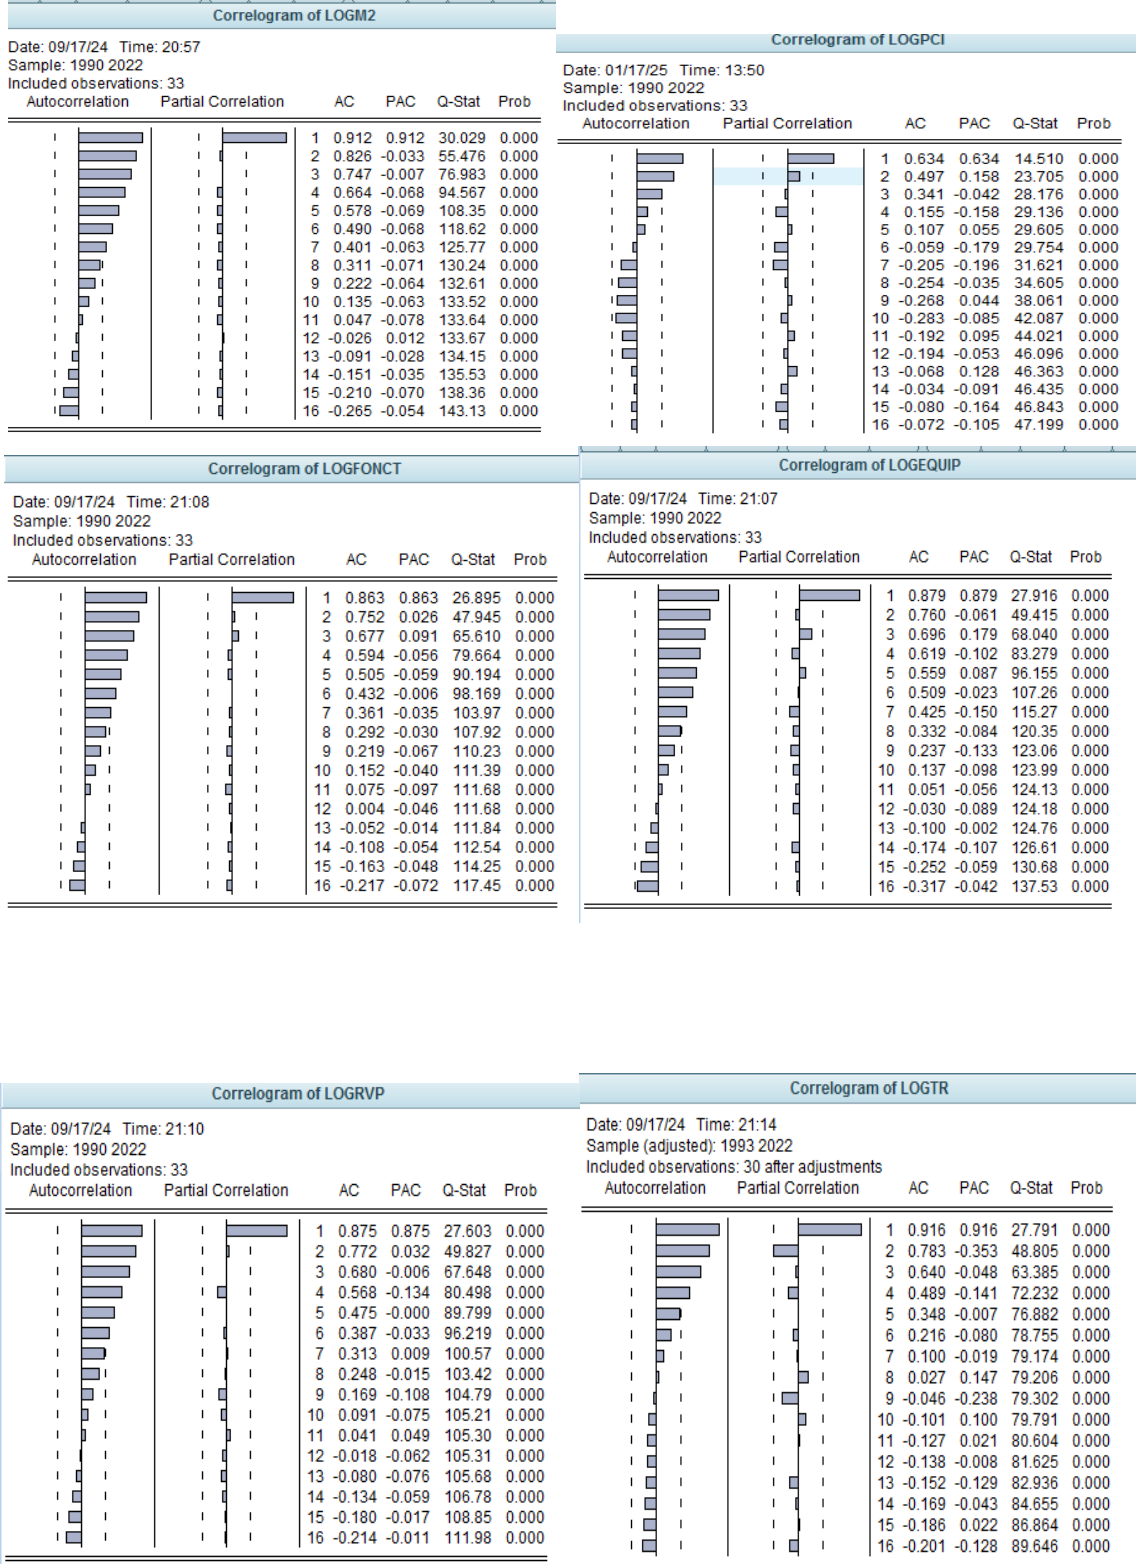 Correlogram of LOGM2
Date: 09/17/24 Time: 20:57
Sample: 1990 2022
Included observations: 33
Autocorrelation Partial Correlation AC PAC Q-Stat Prob
1 0.912 0.912 30.029 0.000
2 0.826 -0.033 55.476 0.000
3 0.747 -0.007 76.983 0.000
4 0.664 -0.068 94.567 0.000
5 0.578 -0.069 108.35 0.000
6 0.490 -0.068 118.62 0.000
7 0.401 -0.063 125.77 0.000
8 0.311 -0.071 130.24 0.000
9 0.222 -0.064 132.61 0.000
10 0.135 -0.063 133.52 0.000
11 0.047 -0.078 133.64 0.000
12 -0.026 0.012 133.67 0.000
13 -0.091 -0.028 134.15 0.000
14 -0.151 -0.035 135.53 0.000
15 -0.210 -0.070 138.36 0.000
16 -0.265 -0.054 143.13 0.000
Correlogram of LOGPCI
Date: 01/17/25 Time: 13:50
Sample: 1990 2022
Included observations: 33
Autocorrelation Partial Correlation AC PAC Q-Stat Prob
1 0.634 0.634 14.510 0.000
2 0.497 0.158 23.705 0.000
3 0.341 -0.042 28.176 0.000
4 0.155 -0.158 29.136 0.000
5 0.107 0.055 29.605 0.000
6 -0.059 -0.179 29.754 0.000
7 -0.205 -0.196 31.621 0.000
8 -0.254 -0.035 34.605 0.000
9 -0.268 0.044 38.061 0.000
10 -0.283 -0.085 42.087 0.000
11 -0.192 0.095 44.021 0.000
12 -0.194 -0.053 46.096 0.000
13 -0.068 0.128 46.363 0.000
14 -0.034 -0.091 46.435 0.000
15 -0.080 -0.164 46.843 0.000
16 -0.072 -0.105 47.199 0.000
Correlogram of LOGFONCT
Date: 09/17/24 Time: 21:08
Sample: 1990 2022
Included observations: 33
Autocorrelation Partial Correlation AC PAC Q-Stat Prob
1 0.863 0.863 26.895 0.000
2 0.752 0.026 47.945 0.000
3 0.677 0.091 65.610 0.000
4 0.594 -0.056 79.664 0.000
5 0.505 -0.059 90.194 0.000
6 0.432 -0.006 98.169 0.000
7 0.361 -0.035 103.97 0.000
8 0.292 -0.030 107.92 0.000
9 0.219 -0.067 110.23 0.000
10 0.152 -0.040 111.39 0.000
11 0.075 -0.097 111.68 0.000
12 0.004 -0.046 111.68 0.000
13 -0.052 -0.014 111.84 0.000
14 -0.108 -0.054 112.54 0.000
15 -0.163 -0.048 114.25 0.000
16 -0.217 -0.072 117.45 0.000
Correlogram of LOGEQUIP
Date: 09/17/24 Time: 21:07
Sample: 1990 2022
Included observations: 33
Autocorrelation Partial Correlation AC PAC Q-Stat Prob
1 0.879 0.879 27.916 0.000
2 0.760 -0.061 49.415 0.000
3 0.696 0.179 68.040 0.000
4 0.619 -0.102 83.279 0.000
5 0.559 0.087 96.155 0.000
6 0.509 -0.023 107.26 0.000
7 0.425 -0.150 115.27 0.000
8 0.332 -0.084 120.35 0.000
9 0.237 -0.133 123.06 0.000
10 0.137 -0.098 123.99 0.000
11 0.051 -0.056 124.13 0.000
12 -0.030 -0.089 124.18 0.000
13 -0.100 -0.002 124.76 0.000
14 -0.174 -0.107 126.61 0.000
15 -0.252 -0.059 130.68 0.000
16 -0.317 -0.042 137.53 0.000
Correlogram of LOGRVP
Date: 09/17/24 Time: 21:10
Sample: 1990 2022
Included observations: 33
Autocorrelation Partial Correlation AC PAC Q-Stat Prob
1 0.875 0.875 27.603 0.000
2 0.772 0.032 49.827 0.000
3 0.680 -0.006 67.648 0.000
4 0.568 -0.134 80.498 0.000
5 0.475 -0.000 89.799 0.000
6 0.387 -0.033 96.219 0.000
7 0.313 0.009 100.57 0.000
8 0.248 -0.015 103.42 0.000
9 0.169 -0.108 104.79 0.000
10 0.091 -0.075 105.21 0.000
11 0.041 0.049 105.30 0.000
12 -0.018 -0.062 105.31 0.000
13 -0.080 -0.076 105.68 0.000
14 -0.134 -0.059 106.78 0.000
15 -0.180 -0.017 108.85 0.000
16 -0.214 -0.011 111.98 0.000
Correlogram of LOGTR
Date: 09/17/24 Time: 21:14
Sample (adjusted): 1993 2022
Included observations: 30 after adjustments
Autocorrelation Partial Correlation AC PAC Q-Stat Prob
1 0.916 0.916 27.791 0.000
2 0.783 -0.353 48.805 0.000
3 0.640 -0.048 63.385 0.000
4 0.489 -0.141 72.232 0.000
5 0.348 -0.007 76.882 0.000
6 0.216 -0.080 78.755 0.000
7 0.100 -0.019 79.174 0.000
8 0.027 0.147 79.206 0.000
9 -0.046 -0.238 79.302 0.000
10 -0.101 0.100 79.791 0.000
11 -0.127 0.021 80.604 0.000
12 -0.138 -0.008 81.625 0.000
13 -0.152 -0.129 82.936 0.000
14 -0.169 -0.043 84.655 0.000
15 -0.186 0.022 86.864 0.000
16 -0.201 -0.128 89.646 0.000